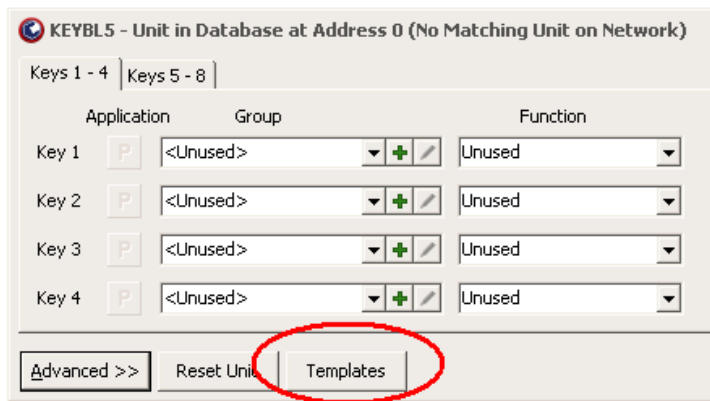 KEYBL5 - Unit in Database at Address 0 (No Matching Unit on Network)
Keys 1 - 4 Keys 5 - 8
Application Group Function
Key 1 P <Unused> Unused
Key 2 P <Unused> Unused
Key 3 P <Unused> Unused
Key 4 P <Unused> Unused
Advanced >> Reset Unit Templates